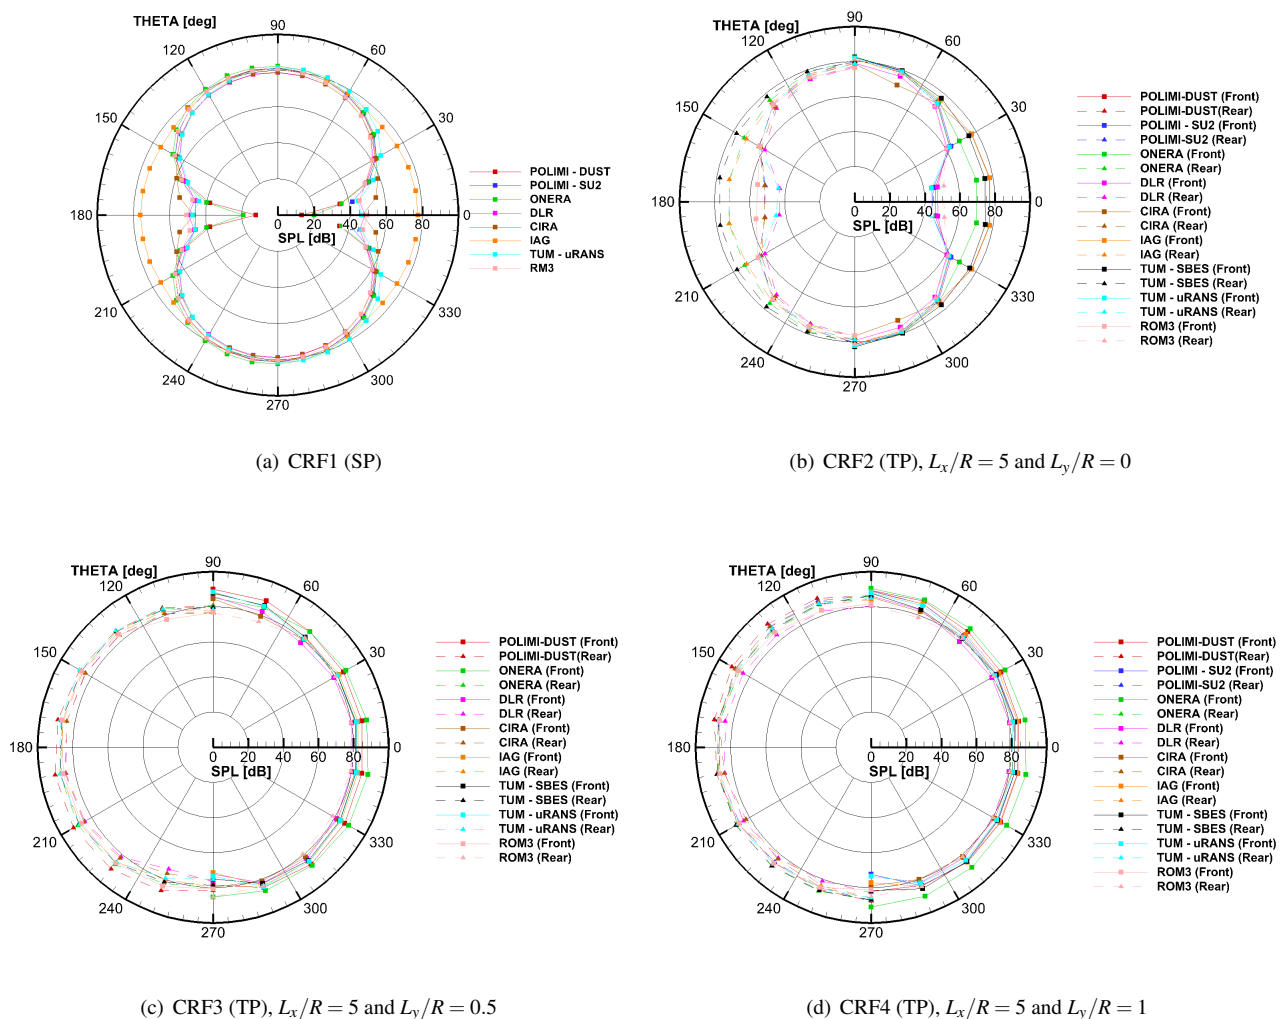 THETA [deg]
90
120
60
150
30
180
0
0 20 40 60 80
SPL [dB]
210
330
240
300
270
POLIMI - DUST
POLIMI - SU2
ONERA
DLR
CIRA
IAG
TUM - uRANS
RM3
(a) CRF1 (SP)
THETA [deg]
90
120
60
150
30
180
0
0 20 40 60 80
SPL [dB]
210
330
240
300
270
POLIMI-DUST (Front)
POLIMI-DUST(Rear)
POLIMI - SU2 (Front)
POLIMI-SU2 (Rear)
ONERA (Front)
ONERA (Rear)
DLR (Front)
DLR (Rear)
CIRA (Front)
CIRA (Rear)
IAG (Front)
IAG (Rear)
TUM - SBES (Front)
TUM - SBES (Rear)
TUM - uRANS (Front)
TUM - uRANS (Rear)
ROM3 (Front)
ROM3 (Rear)
(b) CRF2 (TP), Lx/R = 5 and Ly/R = 0
THETA [deg]
90
120
60
150
30
180
0
0 20 40 60 80
SPL [dB]
210
330
240
300
270
POLIMI-DUST (Front)
POLIMI-DUST(Rear)
ONERA (Front)
ONERA (Rear)
DLR (Front)
DLR (Rear)
CIRA (Front)
CIRA (Rear)
IAG (Front)
IAG (Rear)
TUM - SBES (Front)
TUM - SBES (Rear)
TUM - uRANS (Front)
TUM - uRANS (Rear)
ROM3 (Front)
ROM3 (Rear)
(c) CRF3 (TP), Lx/R = 5 and Ly/R = 0.5
THETA [deg]
90
120
60
150
30
180
0
0 20 40 60 80
SPL [dB]
210
330
240
300
270
POLIMI-DUST (Front)
POLIMI-DUST(Rear)
POLIMI - SU2 (Front)
POLIMI-SU2 (Rear)
ONERA (Front)
ONERA (Rear)
DLR (Front)
DLR (Rear)
CIRA (Front)
CIRA (Rear)
IAG (Front)
IAG (Rear)
TUM - SBES (Front)
TUM - SBES (Rear)
TUM - uRANS (Front)
TUM - uRANS (Rear)
ROM3 (Front)
ROM3 (Rear)
(d) CRF4 (TP), Lx/R = 5 and Ly/R = 1